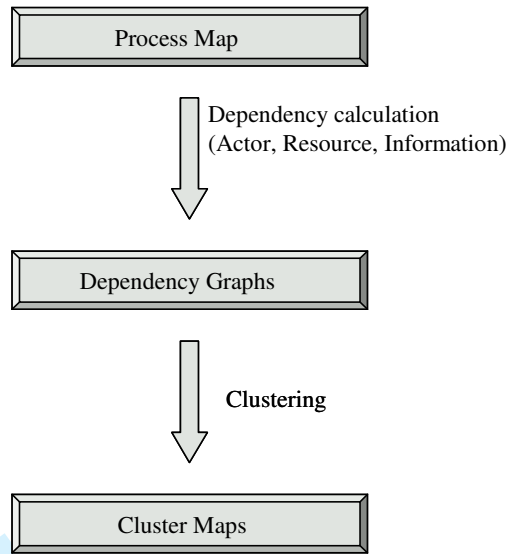 Process Map
Dependency calculation
(Actor, Resource, Information)
Dependency Graphs
Clustering
Cluster Maps